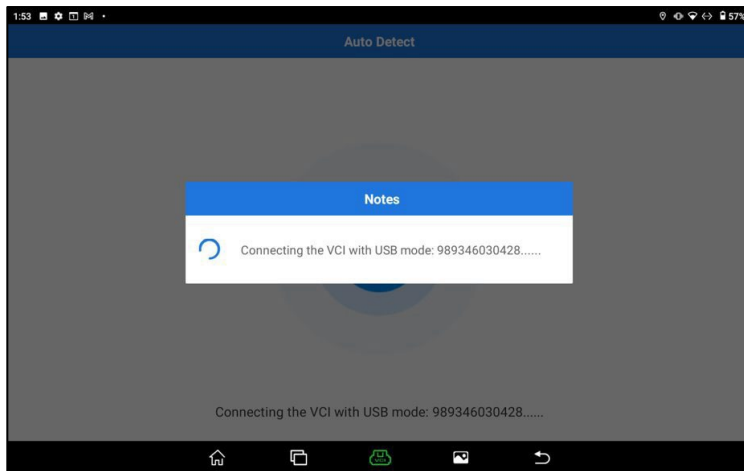 1:53
57%
Auto Detect
Notes
Connecting the VCI with USB mode: 989346030428......
Connecting the VCI with USB mode: 989346030428......
VCI